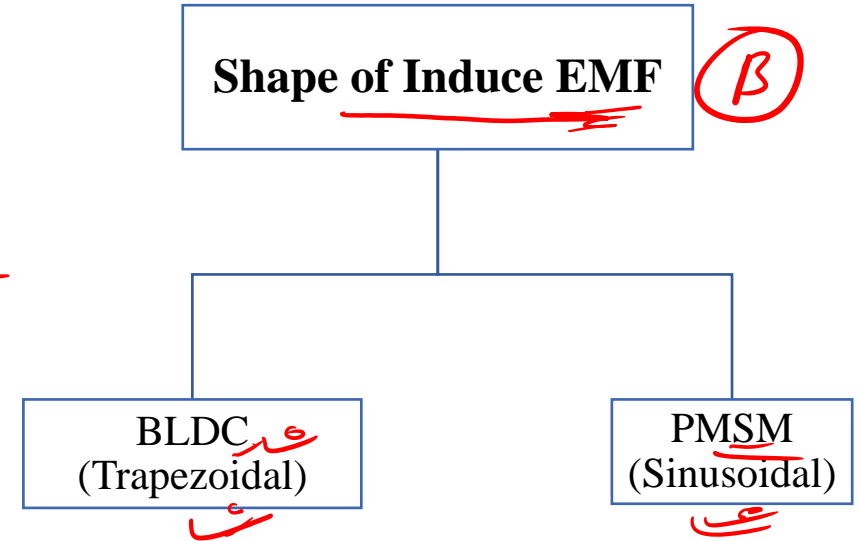 Shape of Induce EMF
β
BLDC
(Trapezoidal)
PMSM
(Sinusoidal)